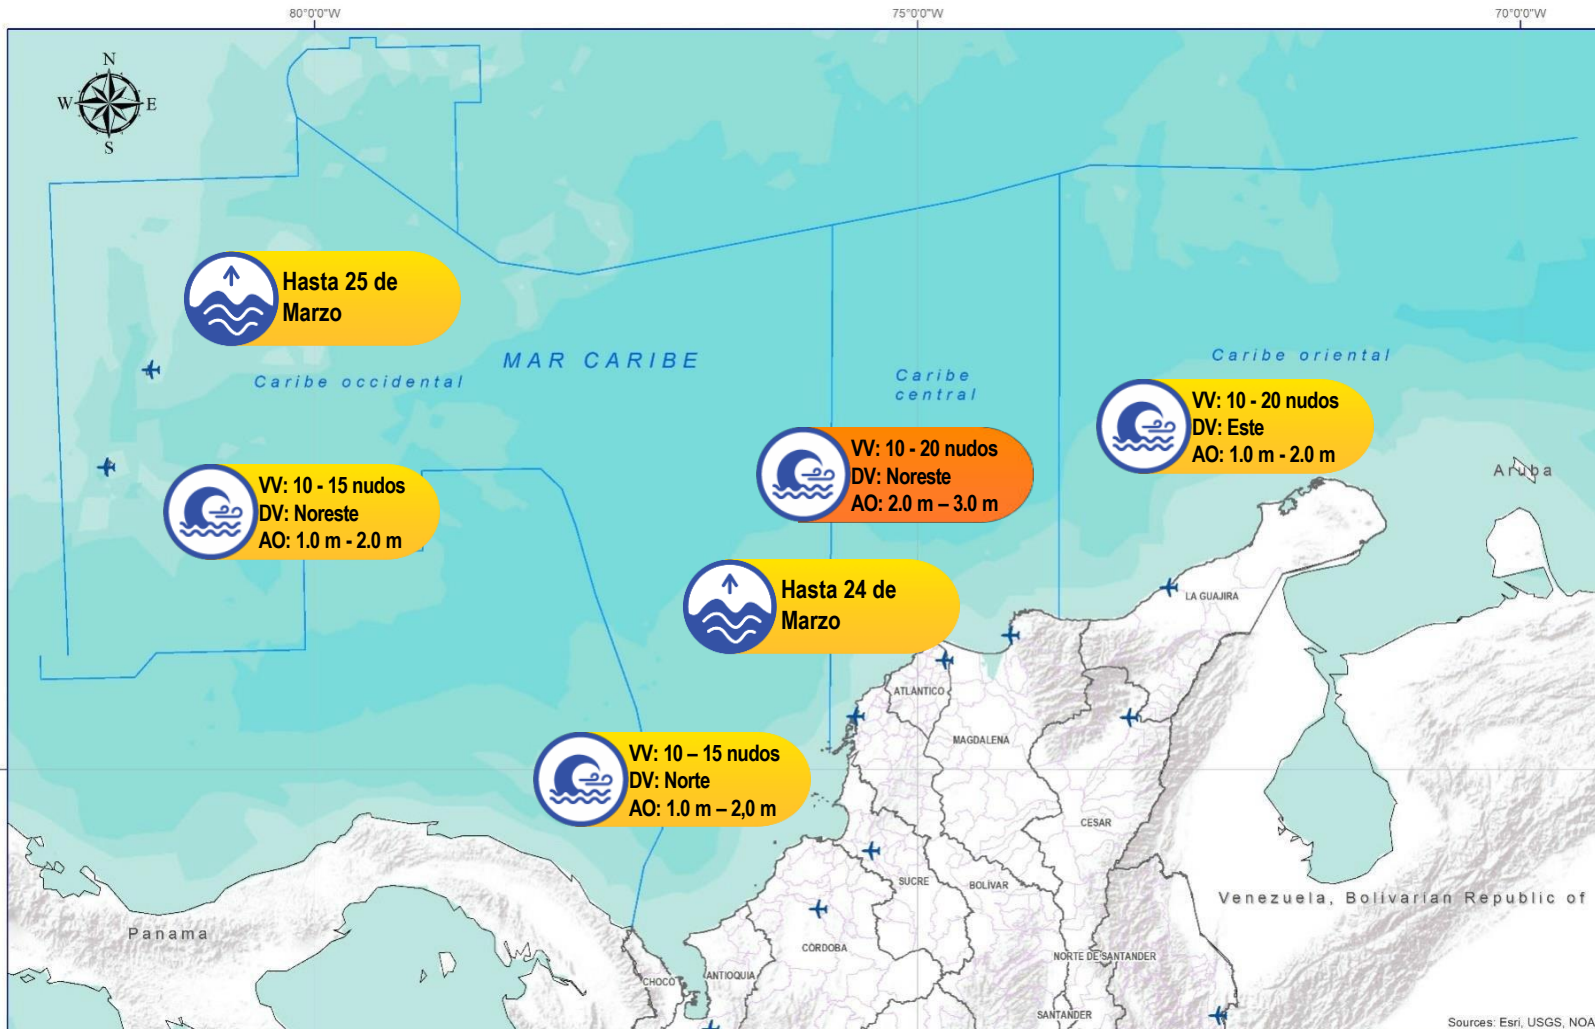 80°0'0"W
75°0'0"W
70°0'0"W
N
W
E
S
Hasta 25 de
Marzo
MAR CARIBE
Caribe occidental
Caribe
central
Caribe oriental
VV: 10 - 20 nudos
DV: Este
AO: 1.0 m - 2.0 m
VV: 10 - 20 nudos
DV: Noreste
AO: 2.0 m – 3.0 m
VV: 10 - 15 nudos
DV: Noreste
AO: 1.0 m - 2.0 m
Aruba
Hasta 24 de
Marzo
LA GUAJIRA
ATLÁNTICO
MAGDALENA
VV: 10 – 15 nudos
DV: Norte
AO: 1.0 m – 2,0 m
CESAR
SUCRE
BOLÍVAR
Venezuela, Bolivarian Republic of
Panama
CÓRDOBA
NORTE DE SANTANDER
ANTIOQUIA
CHOCÓ
SANTANDER
Sources: Esri, USGS, NOA